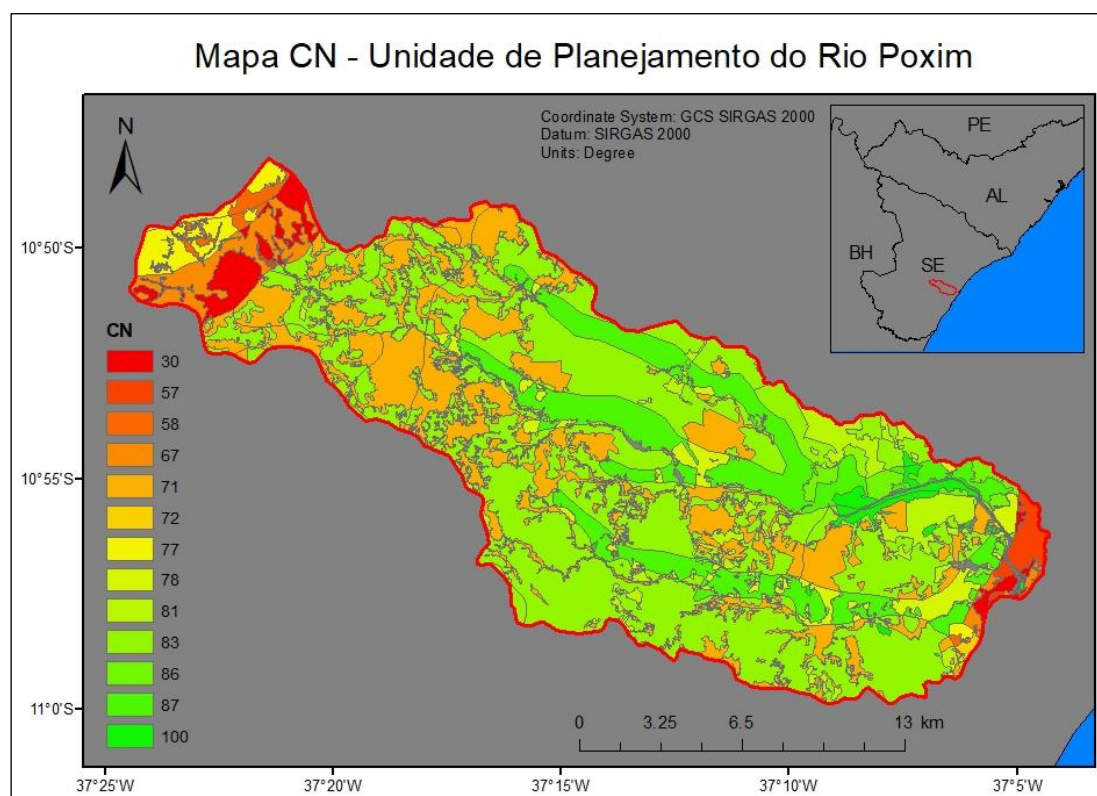 Mapa CN - Unidade de Planejamento do Rio Poxim
Coordinate System: GCS SIRGAS 2000
Datum: SIRGAS 2000
Units: Degree
N
PE
AL
BH
SE
10°50'S
10°55'S
11°0'S
CN
30
57
58
67
71
72
77
78
81
83
86
87
100
0 3.25 6.5 13 km
37°25'W 37°20'W 37°15'W 37°10'W 37°5'W